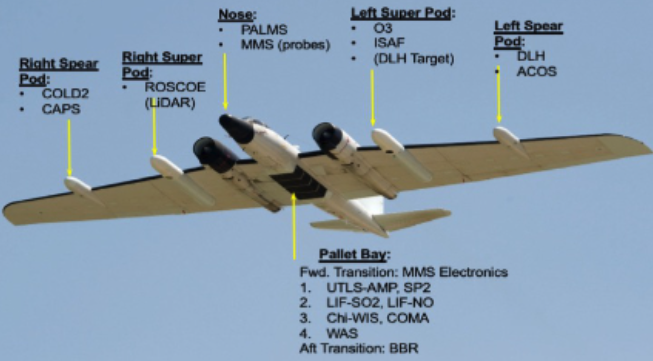 Nose:
• PALMS
• MMS (probes)
Left Super Pod:
• O3
• ISAF
• (DLH Target)
Left Spear
Pod:
• DLH
• ACOS
Right Spear
Pod:
• COLD2
• CAPS
Right Super
Pod:
• ROSCOE
(LiDAR)
Pallet Bay:
Fwd. Transition: MMS Electronics
1. UTLS-AMP, SP2
2. LIF-SO2, LIF-NO
3. Chi-WIS, COMA
4. WAS
Aft Transition: BBR